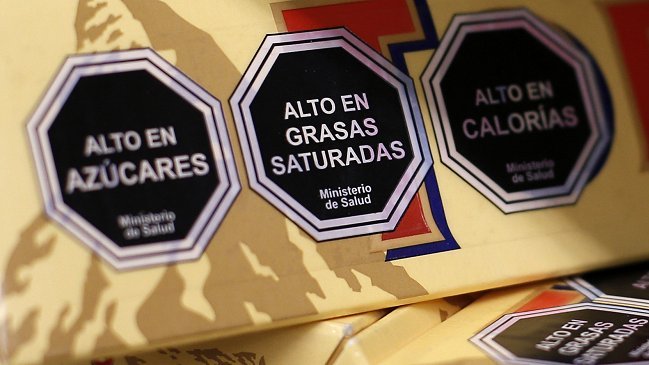 ALTO EN
AZÚCARES
Ministerio
de Salud
ALTO EN
GRASAS
SATURADAS
Ministerio
de Salud
ALTO EN
CALORÍAS
Ministerio
de Salud
ALTO EN
GRASAS
SATURADAS